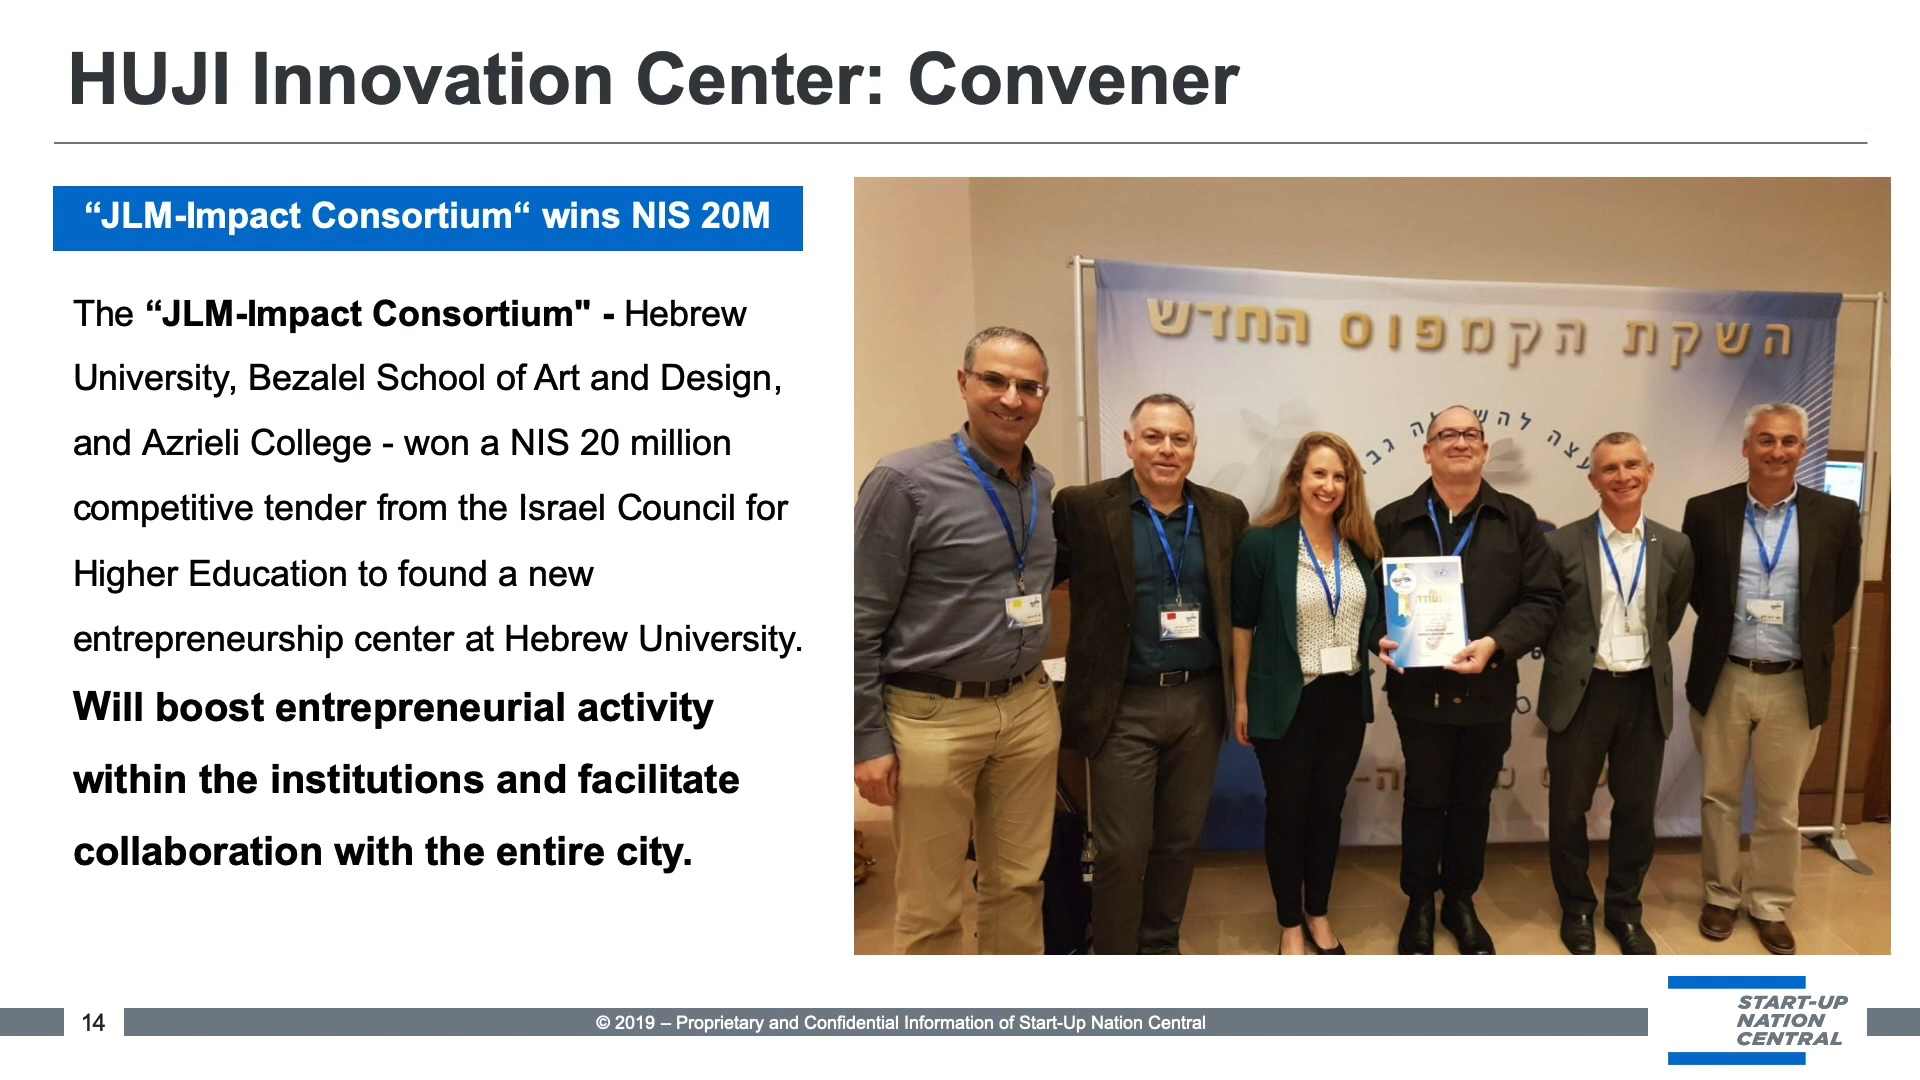 HUJI Innovation Center: Convener
“JLM-Impact Consortium“ wins NIS 20M
The “JLM-Impact Consortium" - Hebrew
University, Bezalel School of Art and Design,
and Azrieli College - won a NIS 20 million
competitive tender from the Israel Council for
Higher Education to found a new
entrepreneurship center at Hebrew University.
Will boost entrepreneurial activity
within the institutions and facilitate
collaboration with the entire city.
השקת הקמפוס החדש
14
© 2019 – Proprietary and Confidential Information of Start-Up Nation Central
START-UP
NATION
CENTRAL